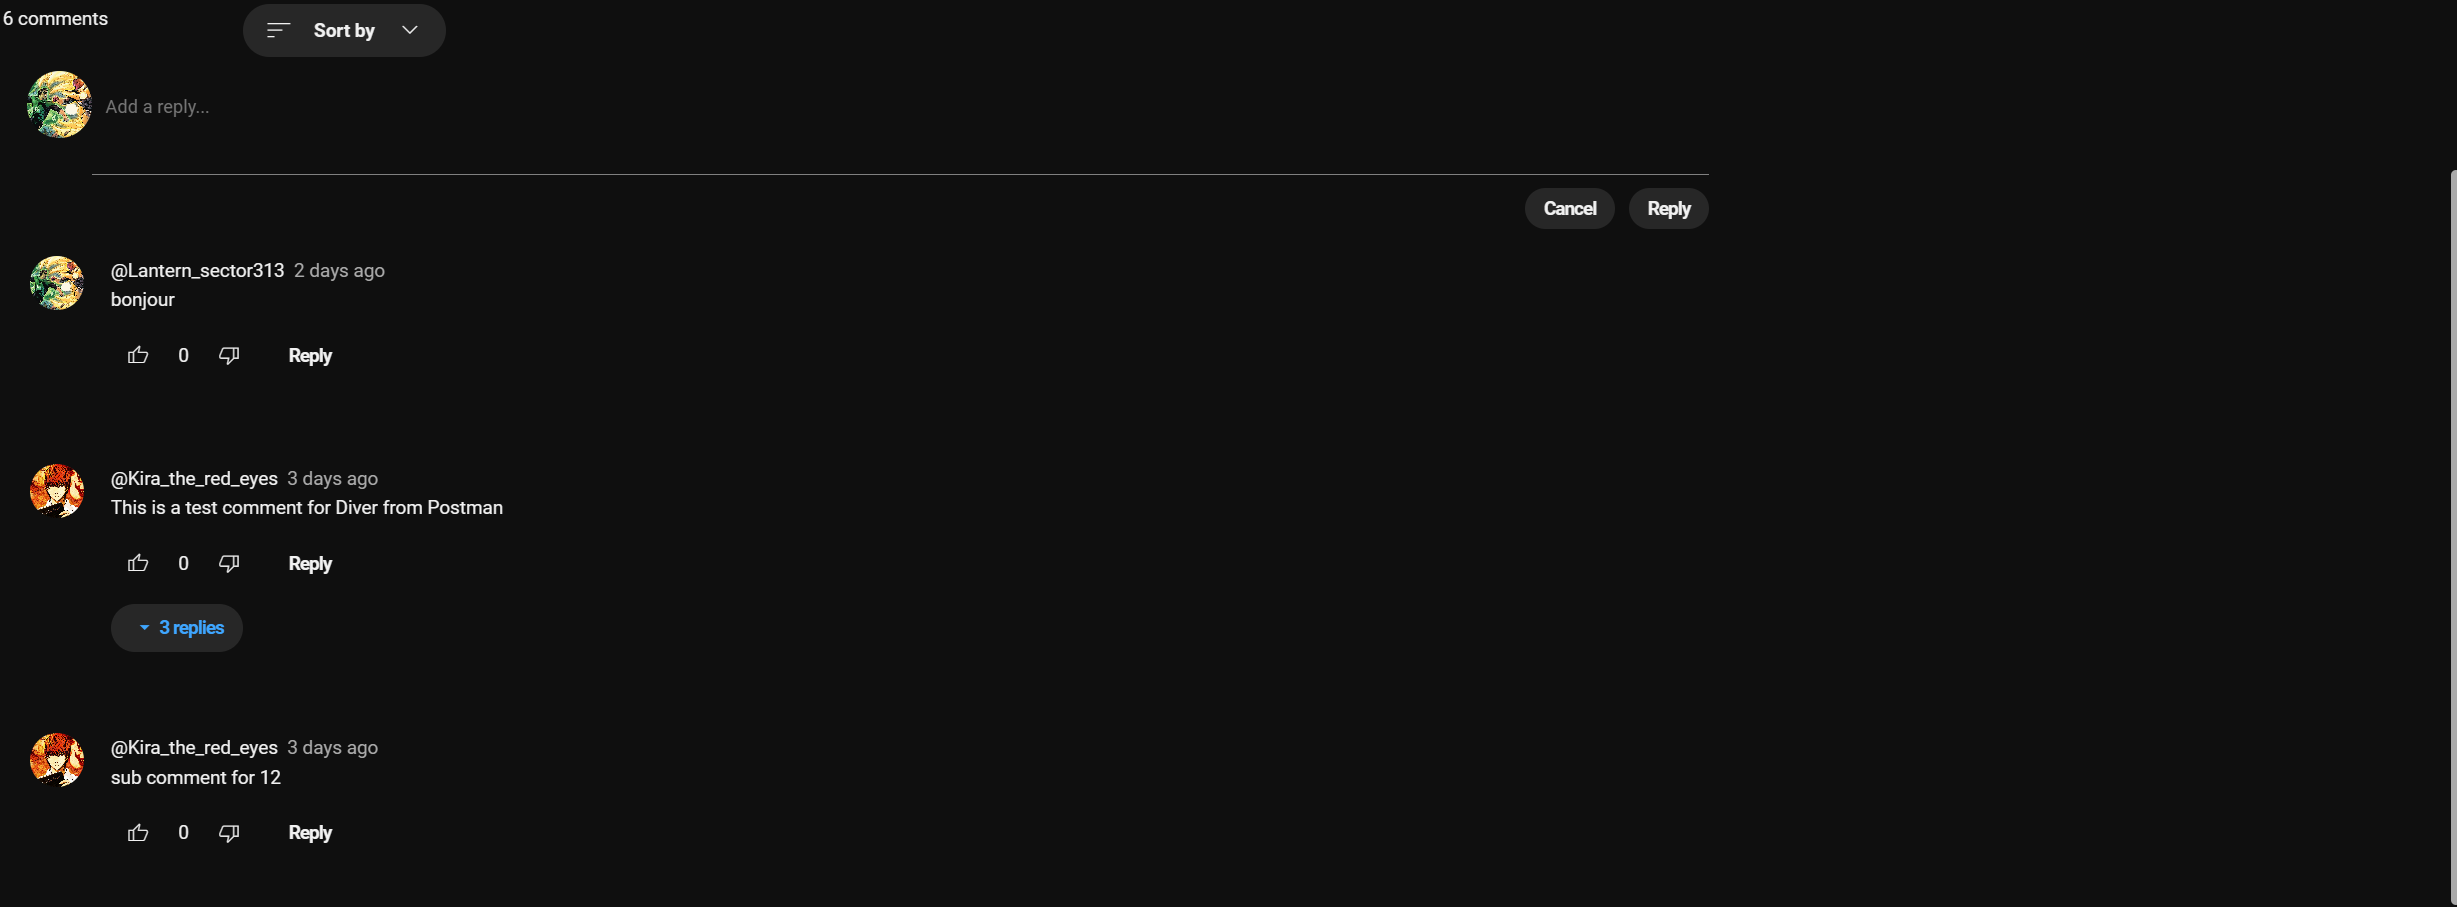 6 comments
Sort by
Add a reply...
Cancel
Reply
@Lantern_sector313 2 days ago
bonjour
0
Reply
@Kira_the_red_eyes 3 days ago
This is a test comment for Diver from Postman
0
Reply
3 replies
@Kira_the_red_eyes 3 days ago
sub comment for 12
0
Reply